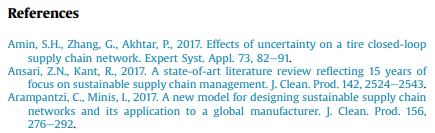 References
Amin, S.H., Zhang, G., Akhtar, P., 2017. Effects of uncertainty on a tire closed-loop
supply chain network. Expert Syst. Appl. 73, 82–91.
Ansari, Z.N., Kant, R., 2017. A state-of-art literature review reflecting 15 years of
focus on sustainable supply chain management. J. Clean. Prod. 142, 2524–2543.
Arampantzi, C., Minis, I., 2017. A new model for designing sustainable supply chain
networks and its application to a global manufacturer. J. Clean. Prod. 156,
276–292.